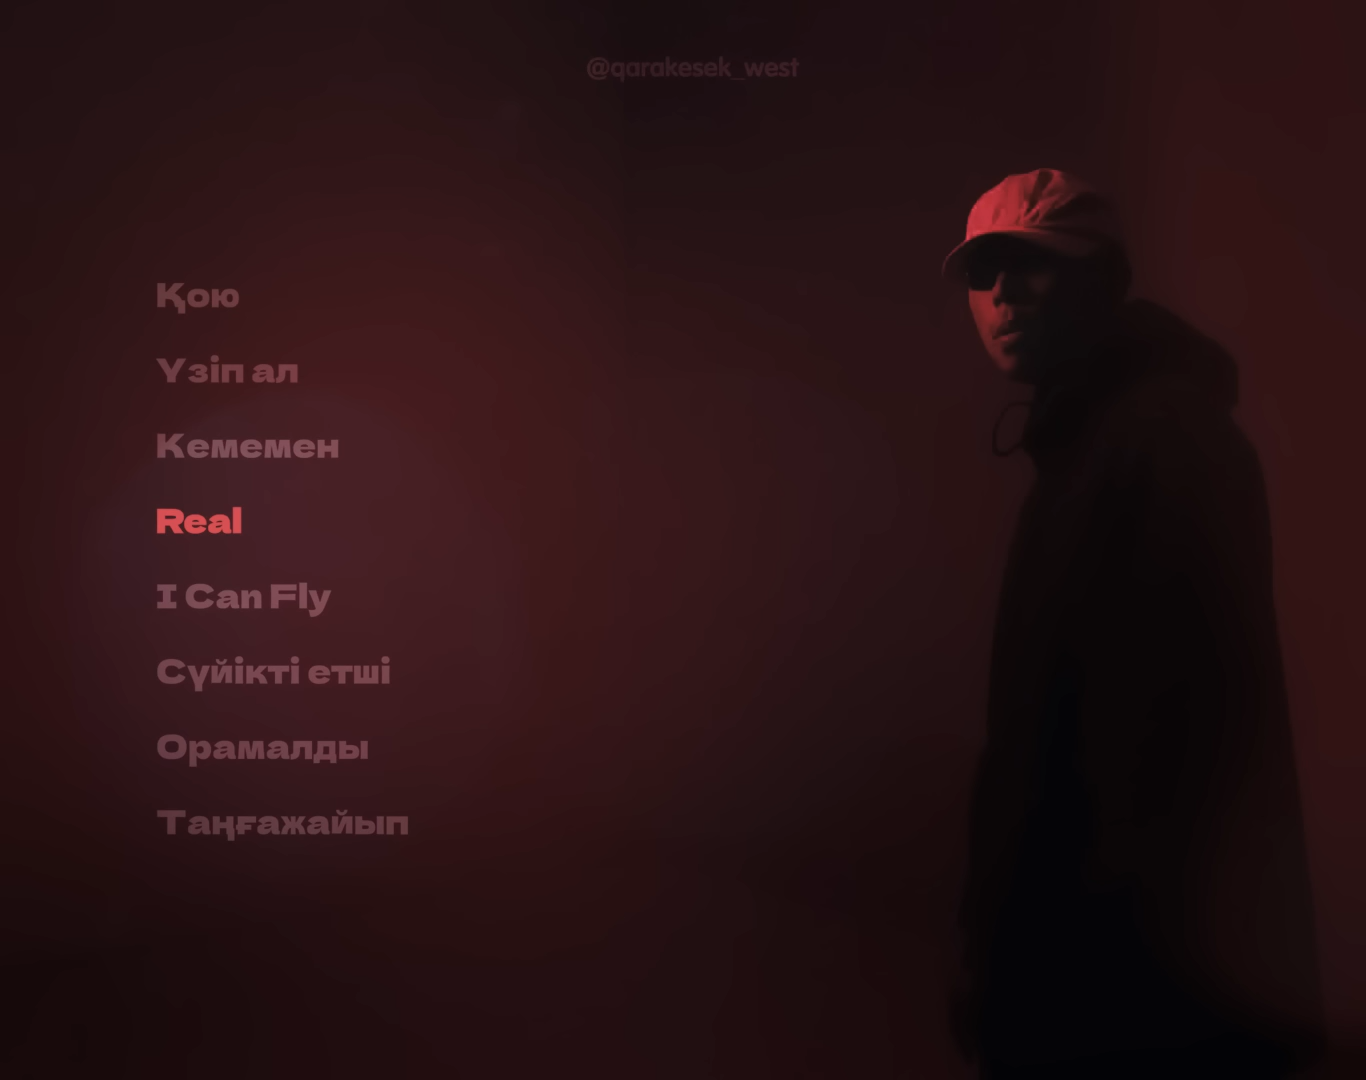 @qarakesek_west
Қою
Үзіп ал
Кемемен
Real
I Can Fly
Сүйікті етші
Орамалды
Таңғажайып